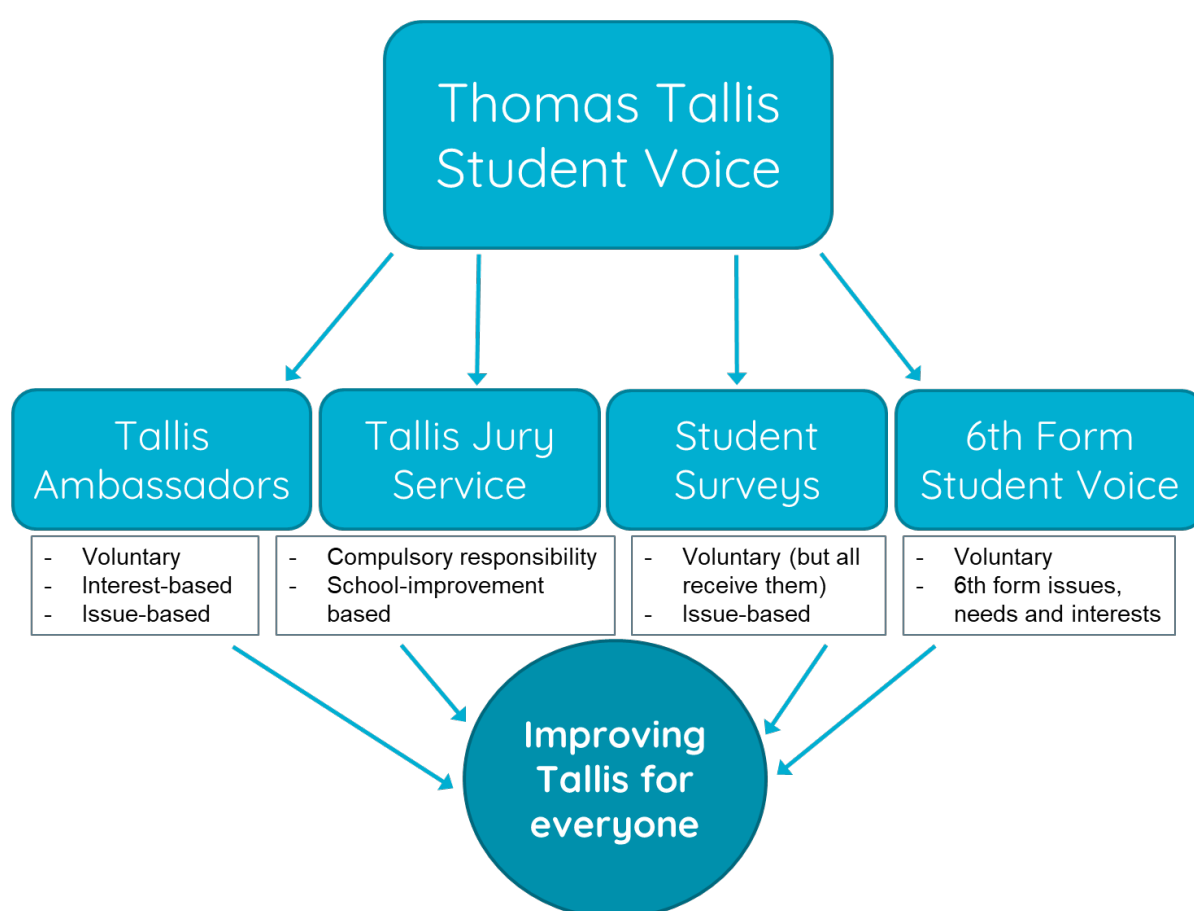 Thomas Tallis
Student Voice
Tallis
Ambassadors
- Voluntary
- Interest-based
- Issue-based
Tallis Jury
Service
- Compulsory responsibility
- School-improvement
based
Student
Surveys
- Voluntary (but all
receive them)
- Issue-based
6th Form
Student Voice
- Voluntary
- 6th form issues,
needs and interests
Improving
Tallis for
everyone